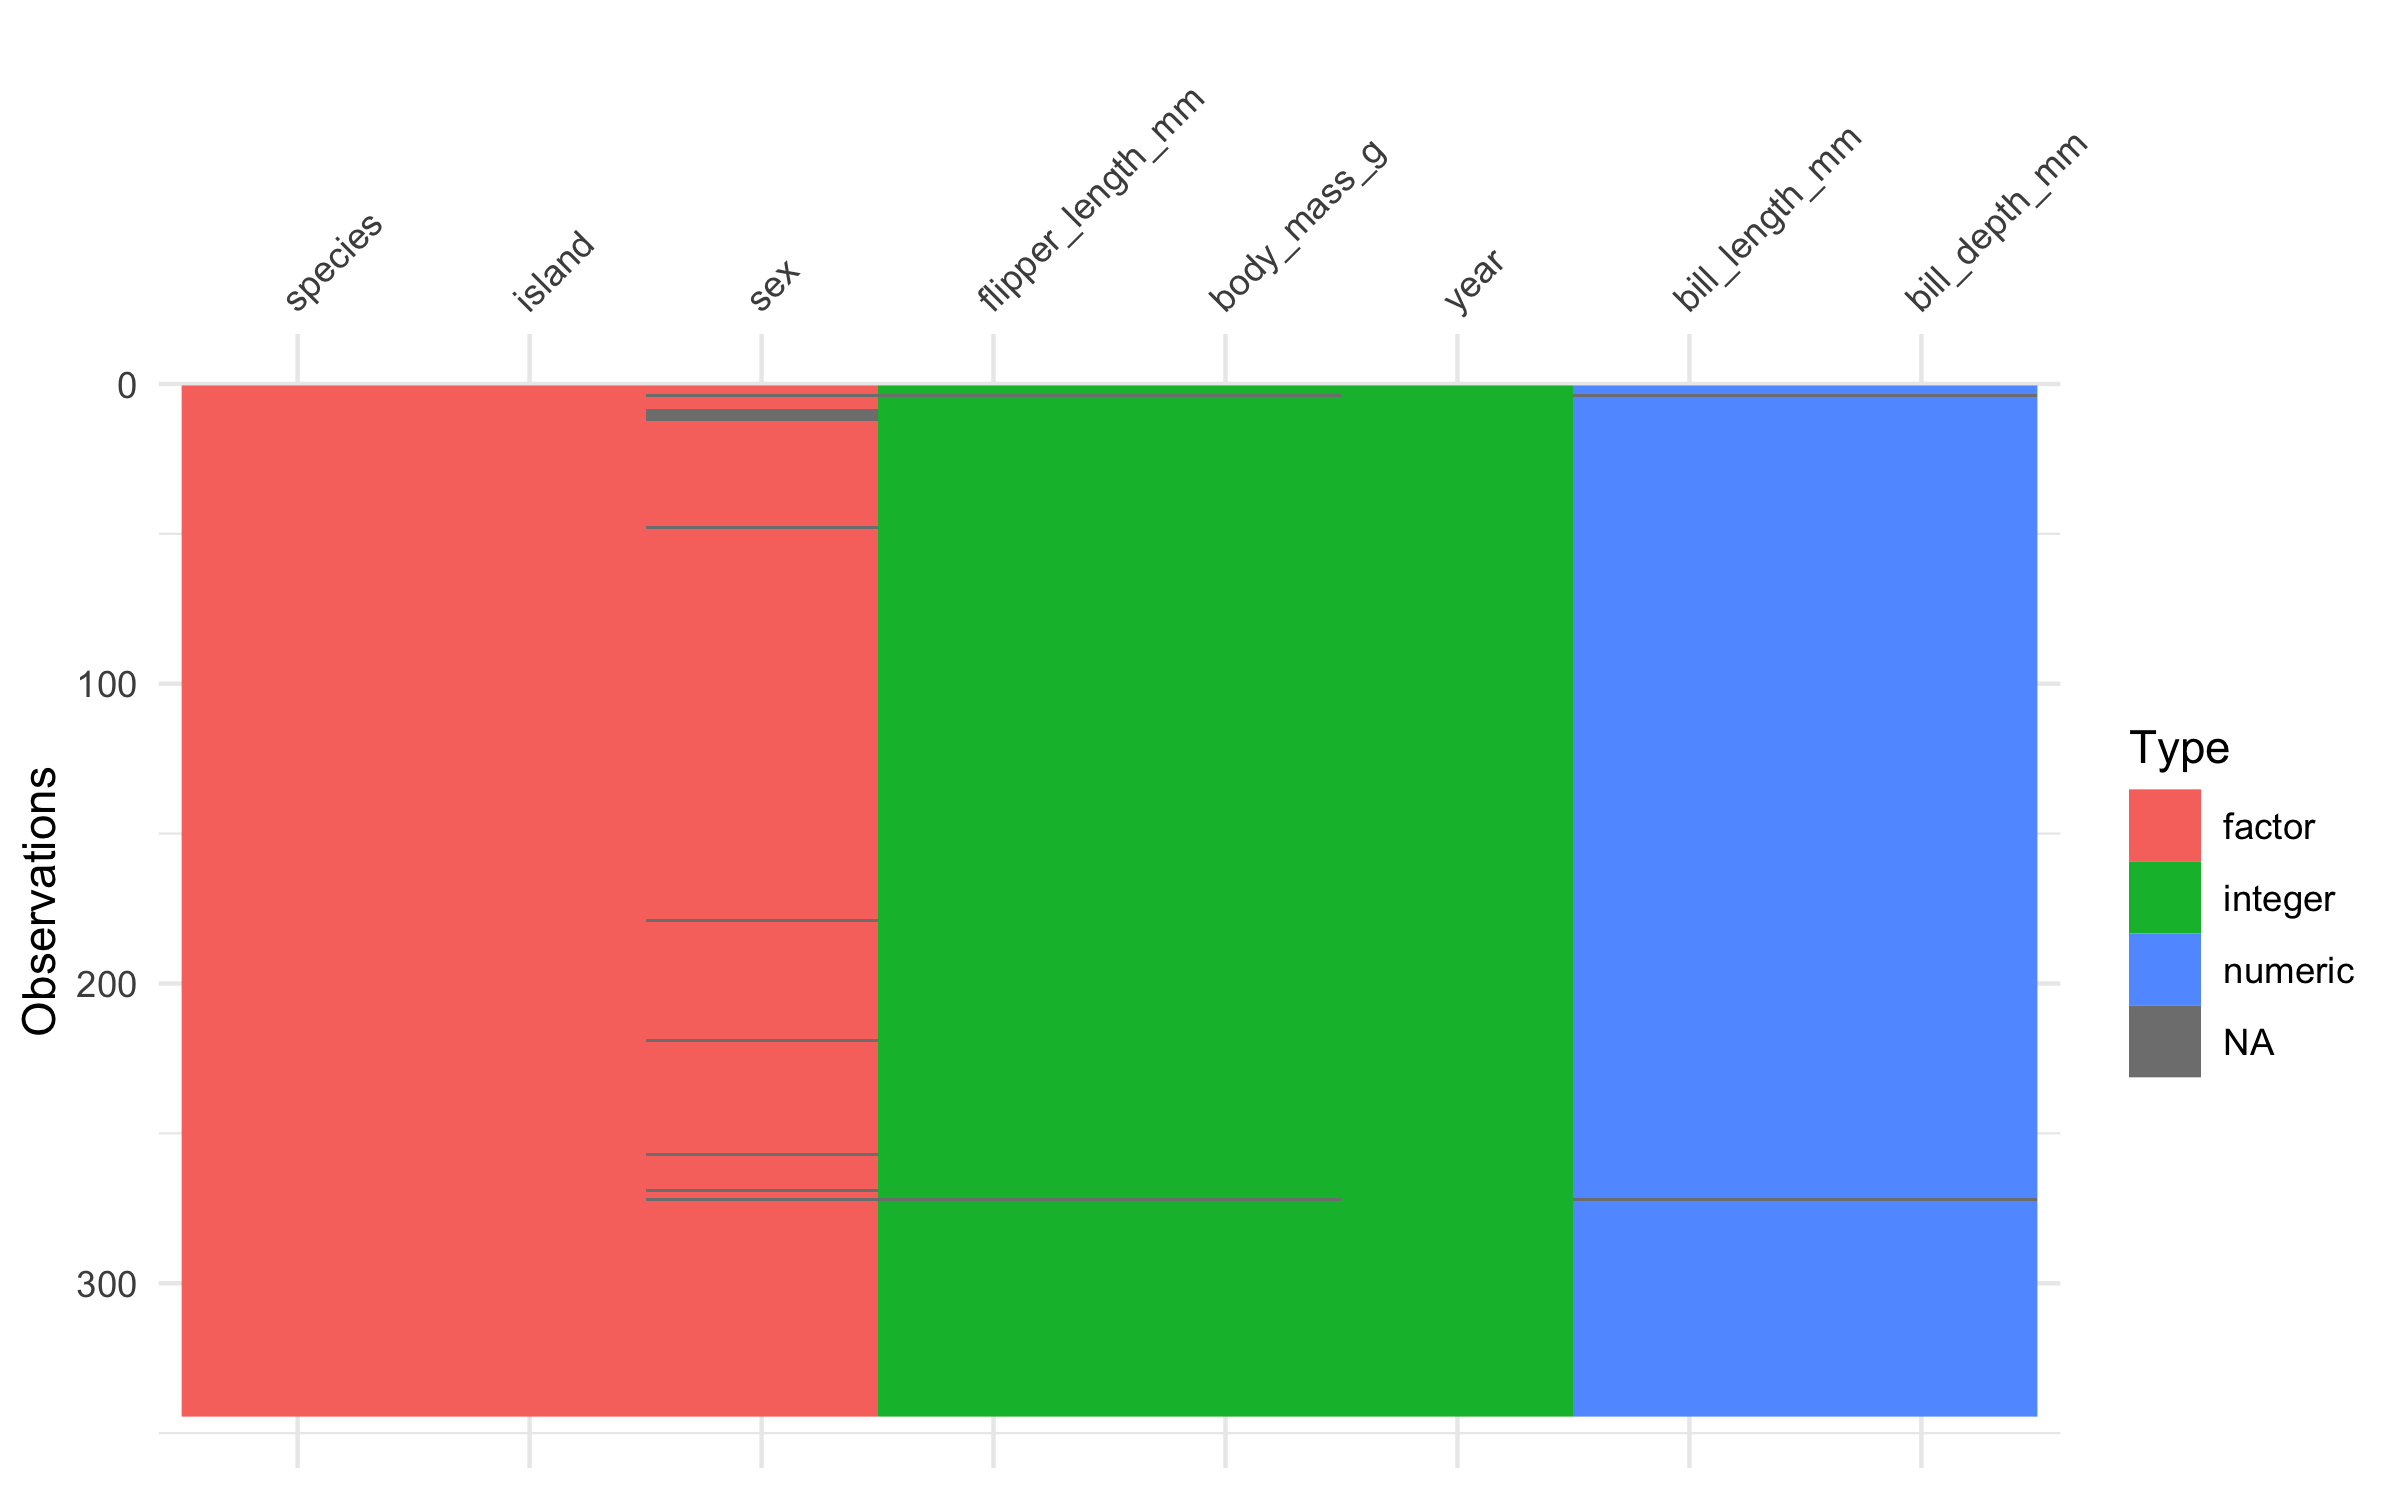 species
island
sex
flipper_length_mm
body_mass_g
year
bill_length_mm
bill_depth_mm
0
100
200
300
Observations
Type
factor
integer
numeric
NA